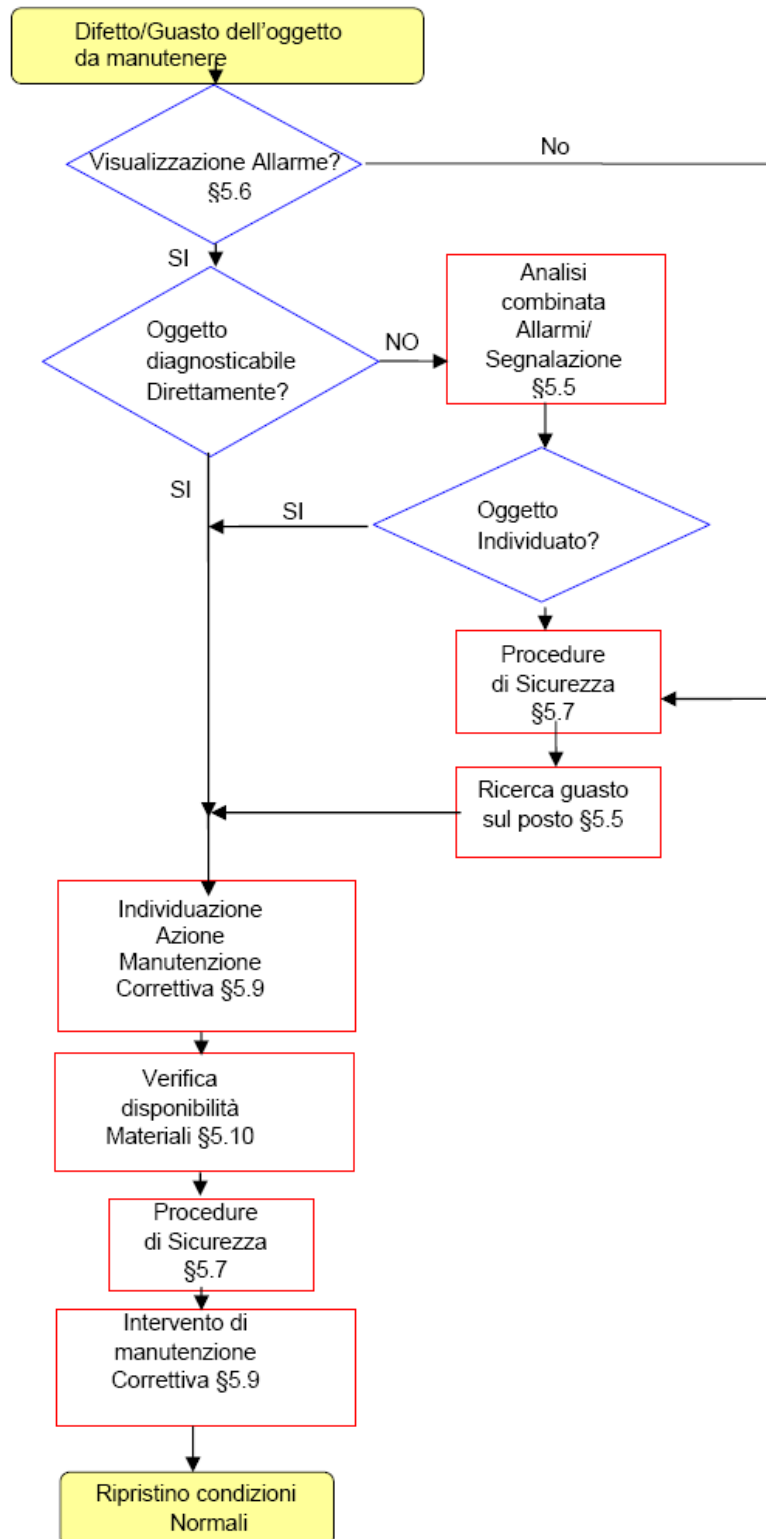 Difetto/Guasto dell'oggetto
da manutenere
Visualizzazione Allarme?
§5.6
No
SI
Oggetto
diagnosticabile
Direttamente?
NO
Analisi
combinata
Allarmi/
Segnalazione
§5.5
SI
SI
Oggetto
Individuato?
Procedure
di Sicurezza
§5.7
Ricerca guasto
sul posto §5.5
Individuazione
Azione
Manutenzione
Correttiva §5.9
Verifica
disponibilità
Materiali §5.10
Procedure
di Sicurezza
§5.7
Intervento di
manutenzione
Correttiva §5.9
Ripristino condizioni
Normali